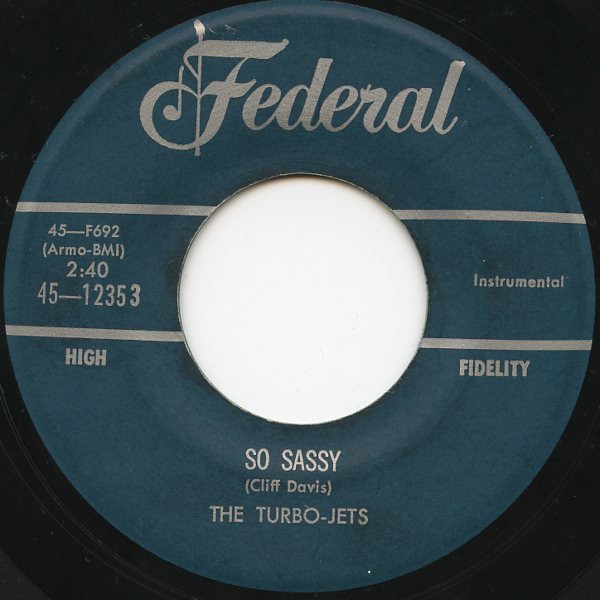 Federal
45—F692
(Armo-BMI)
2:40
45—12353
Instrumental
HIGH
FIDELITY
SO SASSY
(Cliff Davis)
THE TURBO-JETS